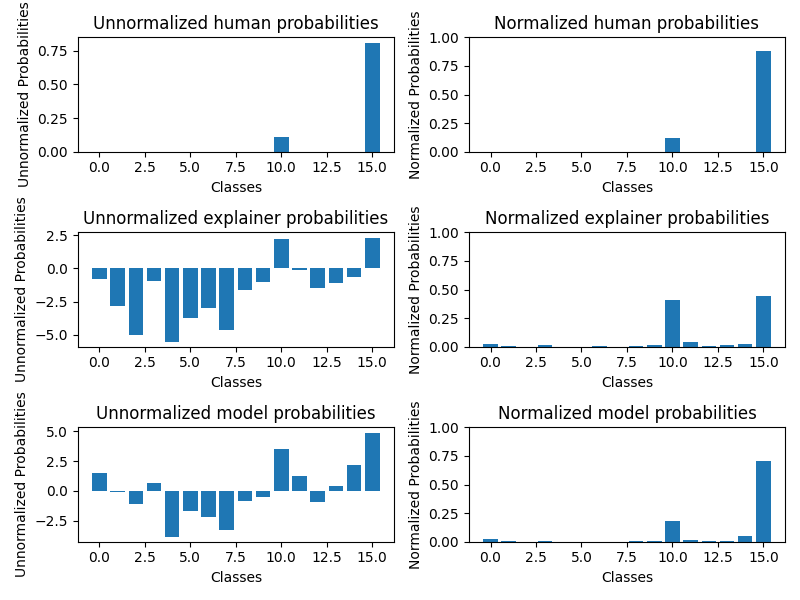 Unnormalized human probabilities
Unnormalized Probabilities
0.75
0.50
0.25
0.00
0.0 2.5 5.0 7.5 10.0 12.5 15.0
Classes
Normalized human probabilities
Normalized Probabilities
1.00
0.75
0.50
0.25
0.00
0.0 2.5 5.0 7.5 10.0 12.5 15.0
Classes
Unnormalized explainer probabilities
Unnormalized Probabilities
2.5
0.0
−2.5
−5.0
0.0 2.5 5.0 7.5 10.0 12.5 15.0
Classes
Normalized explainer probabilities
Normalized Probabilities
1.00
0.75
0.50
0.25
0.00
0.0 2.5 5.0 7.5 10.0 12.5 15.0
Classes
Unnormalized model probabilities
Unnormalized Probabilities
5.0
2.5
0.0
−2.5
0.0 2.5 5.0 7.5 10.0 12.5 15.0
Classes
Normalized model probabilities
Normalized Probabilities
1.00
0.75
0.50
0.25
0.00
0.0 2.5 5.0 7.5 10.0 12.5 15.0
Classes